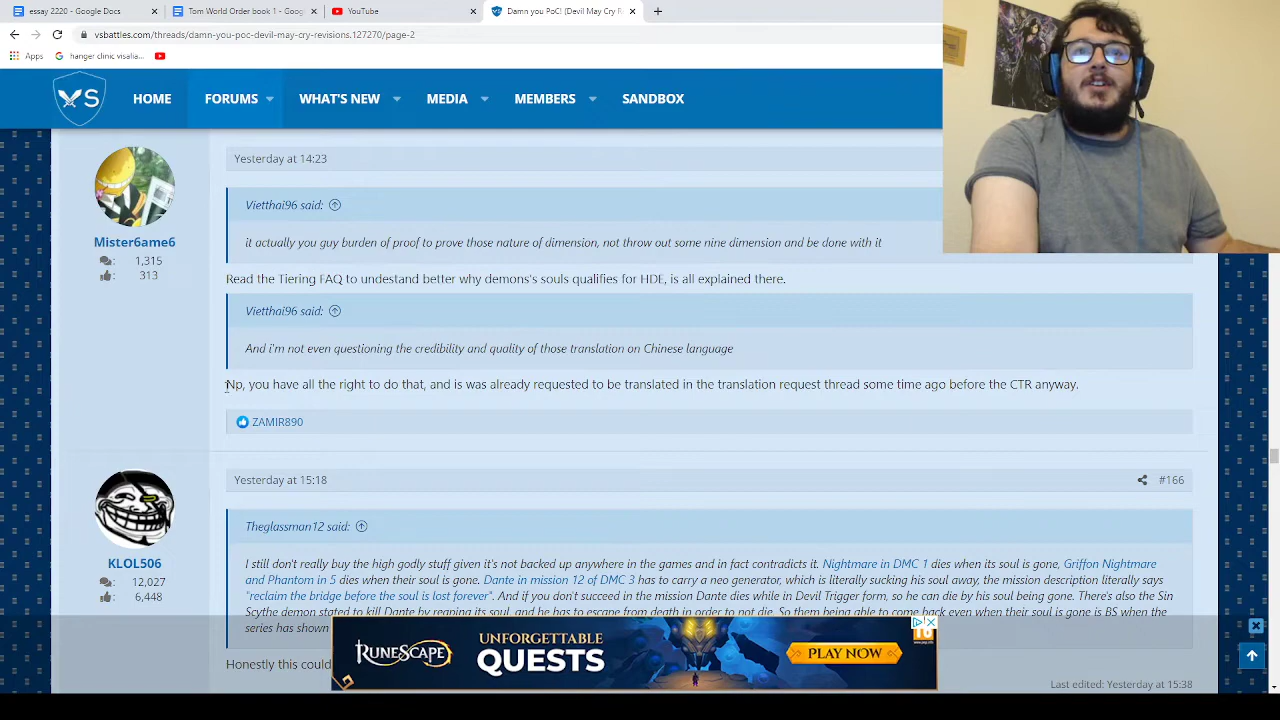 essay 2220 - Google Docs
Tom World Order book 1 - Goog
YouTube
Damn you PoC! (Devil May Cry R
vsbattles.com/threads/damn-you-poc-devil-may-cry-revisions.127270/page-2
Apps
hanger clinic visalia...
VS
HOME
FORUMS
WHAT'S NEW
MEDIA
MEMBERS
SANDBOX
Yesterday at 14:23
Mister6ame6
1,315
313
Vietthai96 said:
it actually you guy burden of proof to prove those nature of dimension, not throw out some nine dimension and be done with it
Read the Tiering FAQ to undestand better why demons's souls qualifies for HDE, is all explained there.
Vietthai96 said:
And i'm not even questioning the credibility and quality of those translation on Chinese language
Np, you have all the right to do that, and is was already requested to be translated in the translation request thread some time ago before the CTR anyway.
ZAMIR890
Yesterday at 15:18
#166
KLOL506
12,027
6,448
Theglassman12 said:
I still don't really buy the high godly stuff given it's not backed up anywhere in the games and in fact contradicts it. Nightmare in DMC 1 dies when its soul is gone, Griffon Nightmare
and Phantom in 5 dies when their soul is gone. Dante in mission 12 of DMC 3 has to carry a generator, which is literally eating his soul away, the mission description literally says
"reclaim the bridge before the soul is lost forever". And if you don't succeed in the mission Dante dies while in Devil Trigger form so he can die by his soul being gone. There's also the Sin
Scythe demon stated to kill Dante by removing its soul, and he has to escape from death in order to not die. So them being able to come back even when their soul is gone is BS when the
series has shown
Honestly this could
Last edited: Yesterday at 15:38
RUNESCAPE
UNFORGETTABLE
QUESTS
PLAY NOW
16